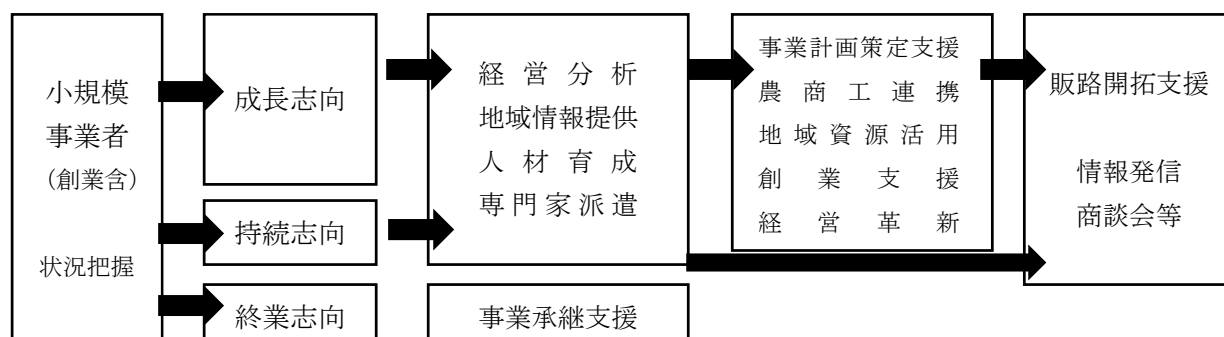 小規模
事業者
（創業含）
状況把握
成長志向
持続志向
終業志向
経営分析
地域情報提供
人材育成
専門家派遣
事業承継支援
事業計画策定支援
農商工連携
地域資源活用
創業支援
経営革新
販路開拓支援
情報発信
商談会等